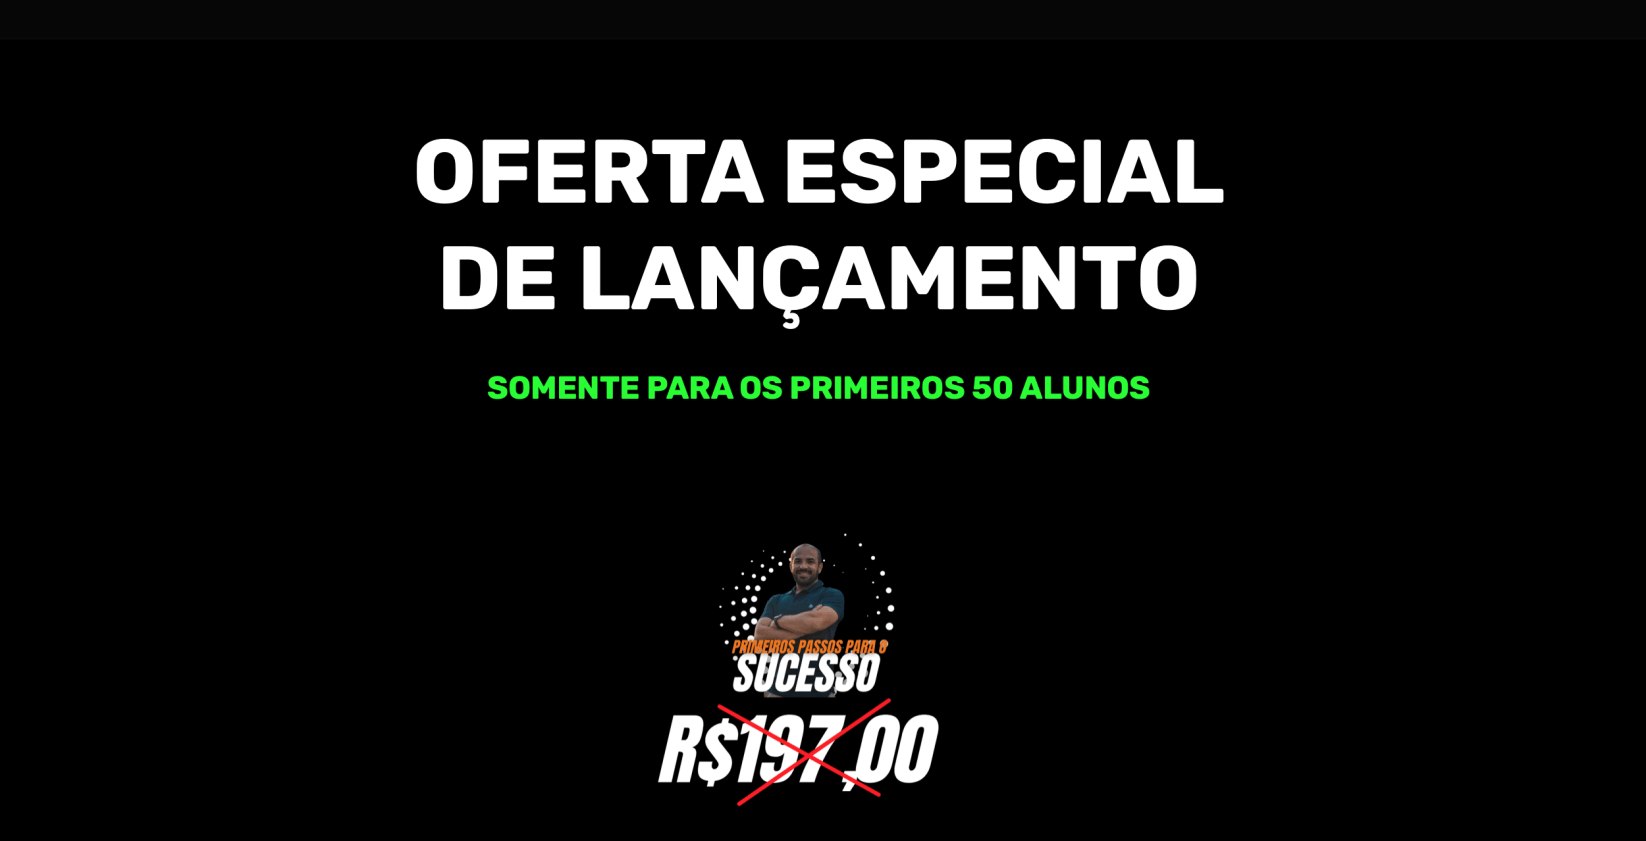 OFERTA ESPECIAL
DE LANÇAMENTO
SOMENTE PARA OS PRIMEIROS 50 ALUNOS
PRIMEIROS PASSOS PARA O
SUCESSO
R$197,00